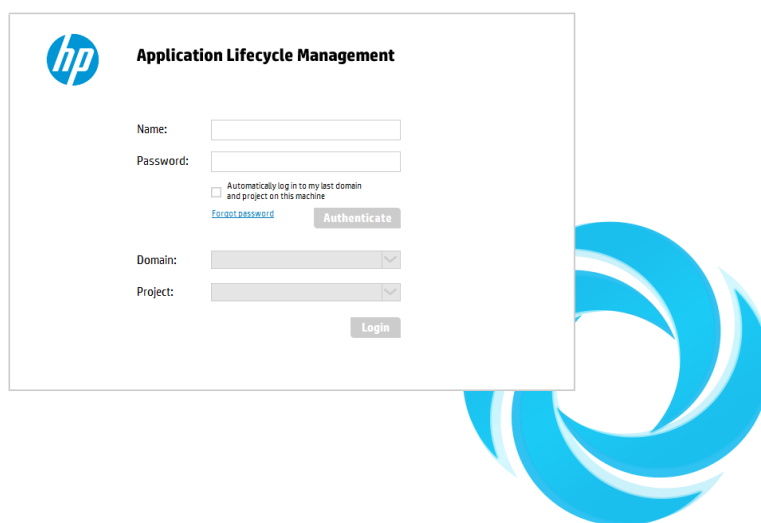 hp
Application Lifecycle Management
Name:
Password:
Automatically log in to my last domain
and project on this machine
Forgot password
Authenticate
Domain:
Project:
Login